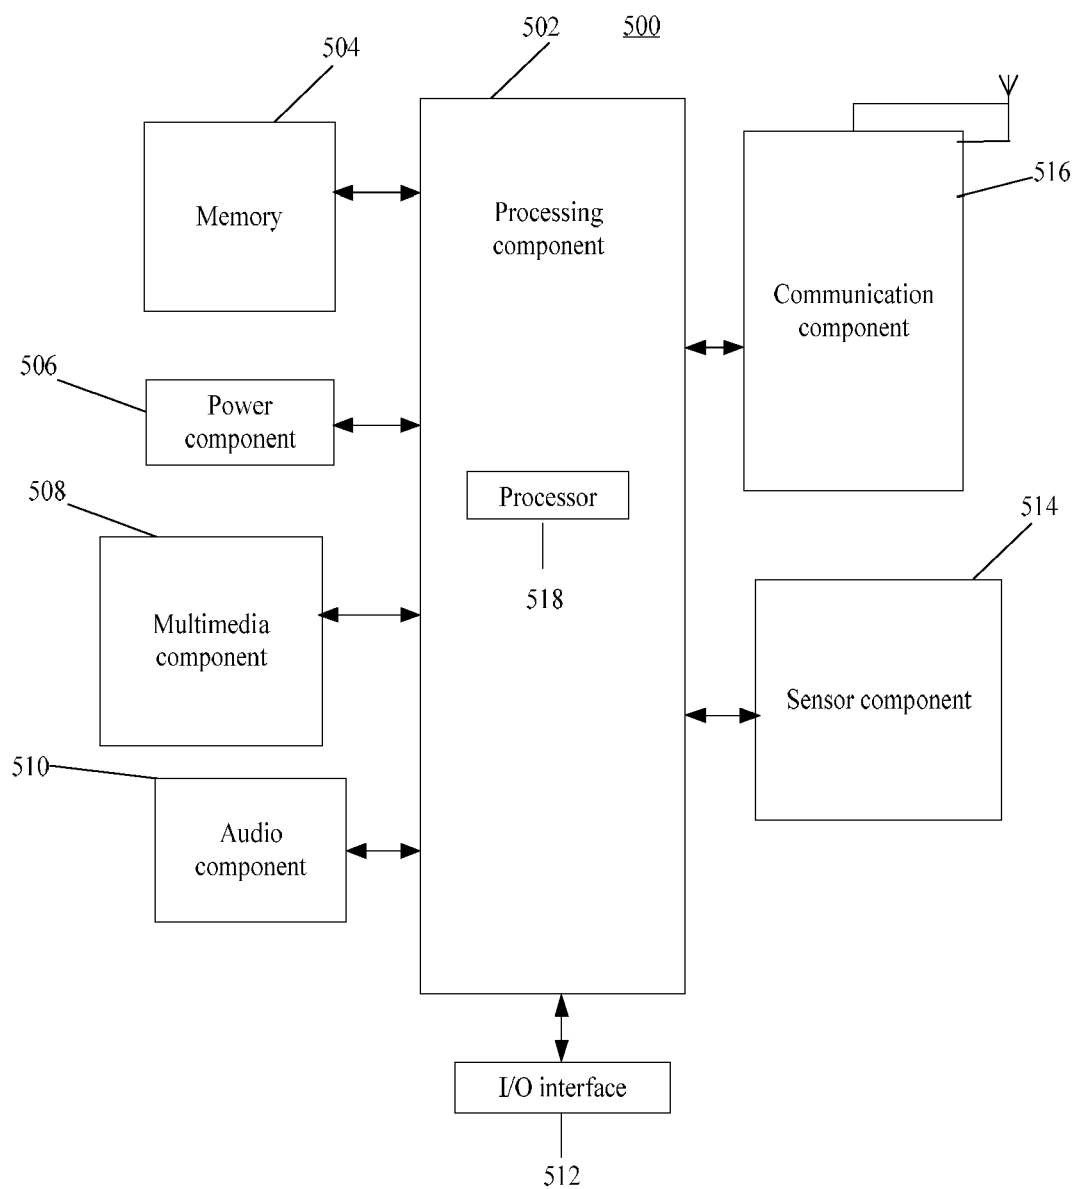 502
500
504
Memory
Processing
component
516
Communication
component
506
Power
component
508
Processor
518
514
Multimedia
component
Sensor component
510
Audio
component
I/O interface
512